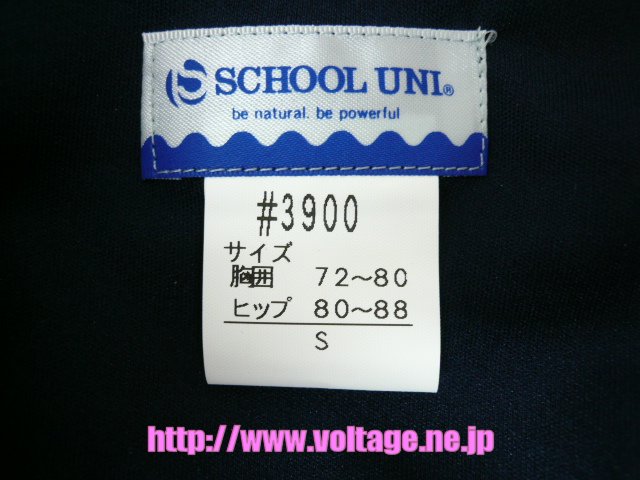 SCHOOL UNI®
be natural. be powerful
#3900
サイズ
胸囲 72~80
ヒップ 80~88
S
http://www.voltage.ne.jp